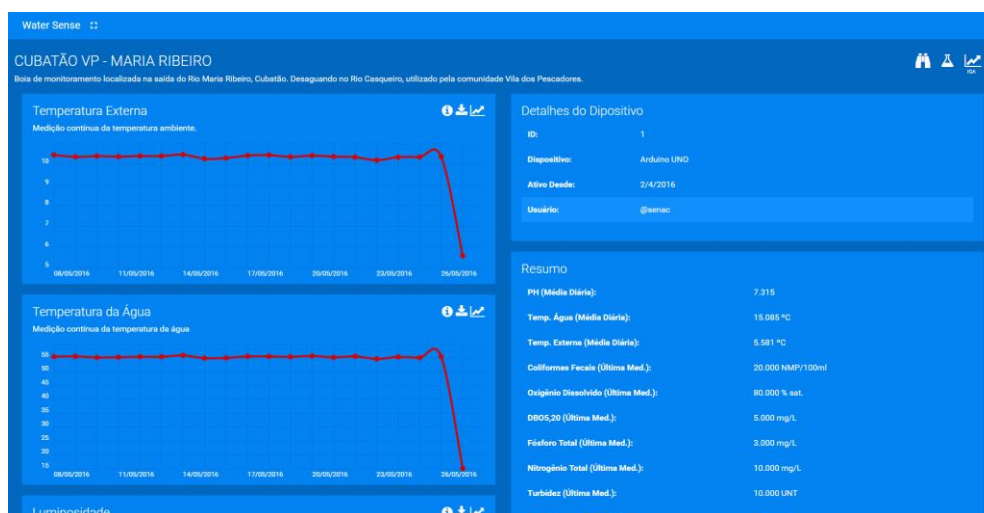 Water Sense
CUBATÃO VP - MARIA RIBEIRO
Boia de monitoramento localizada na saída do Rio Maria Ribeiro, Cubatão. Desaguando no Rio Casqueiro, utilizado pela comunidade Vila dos Pescadores.
IQA
Temperatura Externa
Medição contínua da temperatura ambiente.
10
9
8
7
6
5
08/05/2016 11/05/2016 14/05/2016 17/05/2016 20/05/2016 23/05/2016 26/05/2016
Temperatura da Água
Medição contínua da temperatura da água
55
50
45
40
35
30
25
20
15
08/05/2016 11/05/2016 14/05/2016 17/05/2016 20/05/2016 23/05/2016 26/05/2016
Luminosidade
Detalhes do Dipositivo
ID: 1
Dispositivo: Arduino UNO
Ativo Desde: 2/4/2016
Usuário: @senac
Resumo
PH (Média Diária): 7.315
Temp. Água (Média Diária): 15.085 ºC
Temp. Externa (Média Diária): 5.581 ºC
Coliformes Fecais (Última Med.): 20.000 NMP/100ml
Oxigênio Dissolvido (Última Med.): 80.000 % sat.
DBO5,20 (Última Med.): 5.000 mg/L
Fósforo Total (Última Med.): 3.000 mg/L
Nitrogênio Total (Última Med.): 10.000 mg/L
Turbidez (Última Med.): 10.000 UNT